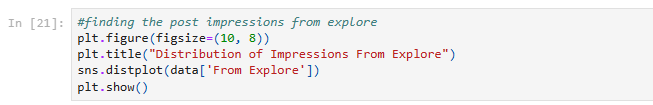 In [21]: #finding the post impressions from explore
plt.figure(figsize=(10, 8))
plt.title("Distribution of Impressions From Explore")
sns.distplot(data['From Explore'])
plt.show()